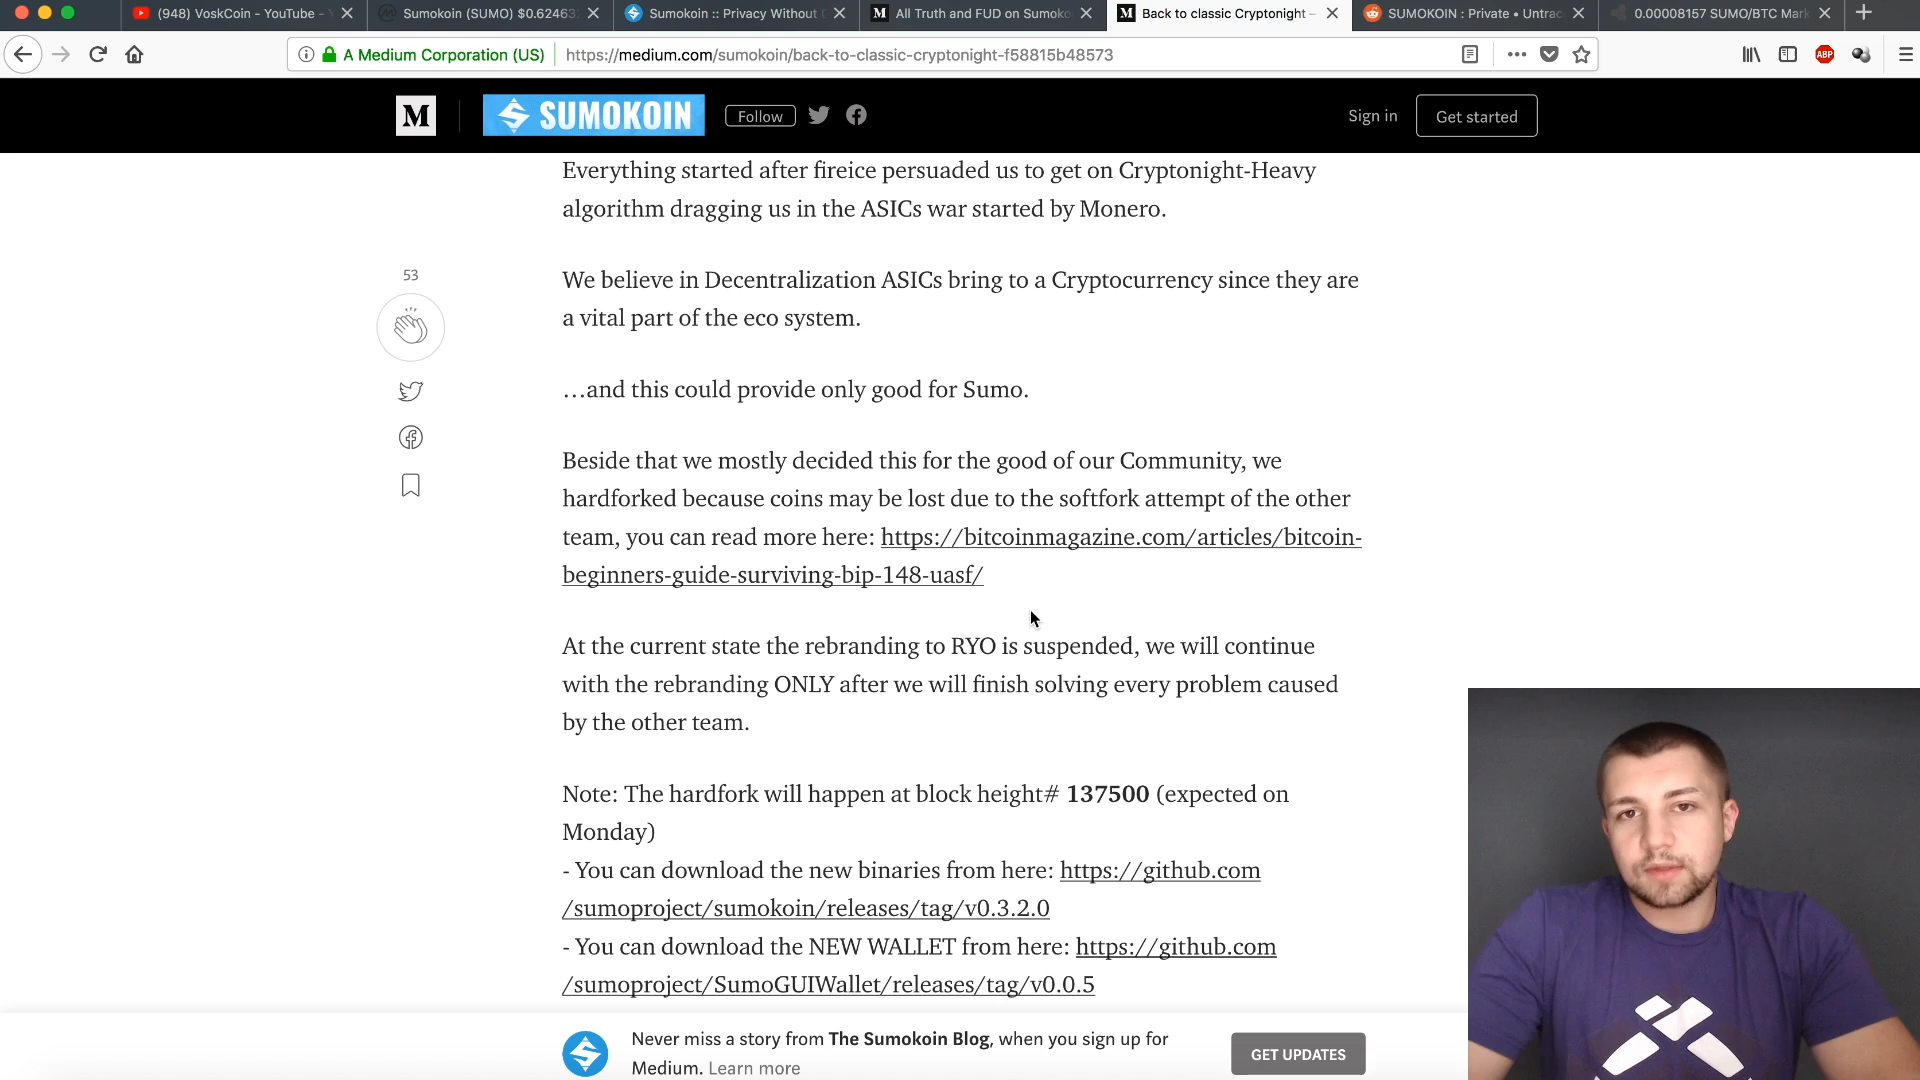 (948) VoskCoin - YouTube -
Sumokoin (SUMO) $0.6246
Sumokoin :: Privacy Without
All Truth and FUD on Sumoko
Back to classic Cryptonight –
SUMOKOIN : Private • Untrac
0.00008157 SUMO/BTC Mark
A Medium Corporation (US)
https://medium.com/sumokoin/back-to-classic-cryptonight-f58815b48573
ABP
M
SUMOKOIN
Follow
Sign in
Get started
Everything started after fireice persuaded us to get on Cryptonight-Heavy
algorithm dragging us in the ASICs war started by Monero.
53
We believe in Decentralization ASICs bring to a Cryptocurrency since they are
a vital part of the eco system.
…and this could provide only good for Sumo.
Beside that we mostly decided this for the good of our Community, we
hardforked because coins may be lost due to the softfork attempt of the other
team, you can read more here: https://bitcoinmagazine.com/articles/bitcoin-
beginners-guide-surviving-bip-148-uasf/
At the current state the rebranding to RYO is suspended, we will continue
with the rebranding ONLY after we will finish solving every problem caused
by the other team.
Note: The hardfork will happen at block height# 137500 (expected on
Monday)
- You can download the new binaries from here: https://github.com
/sumoproject/sumokoin/releases/tag/v0.3.2.0
- You can download the NEW WALLET from here: https://github.com
/sumoproject/SumoGUIWallet/releases/tag/v0.0.5
Never miss a story from The Sumokoin Blog, when you sign up for
Medium. Learn more
GET UPDATES